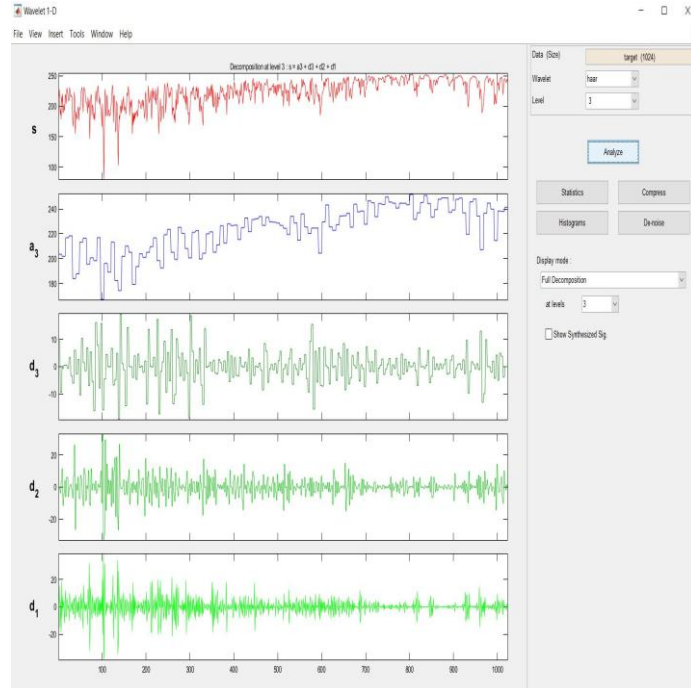 Wavelet 1-D
File View Insert Tools Window Help
Decomposition at level 3 : s = a3 + d3 + d2 + d1
250
200
150
100
s
240
220
200
180
a3
10
0
-10
d3
20
0
-20
d2
20
0
-20
d1
100 200 300 400 500 600 700 800 900 1000
Data (Size) target (1024)
Wavelet haar
Level 3
Analyze
Statistics Compress
Histograms De-noise
Display mode :
Full Decomposition
at levels 3
Show Synthesized Sig.